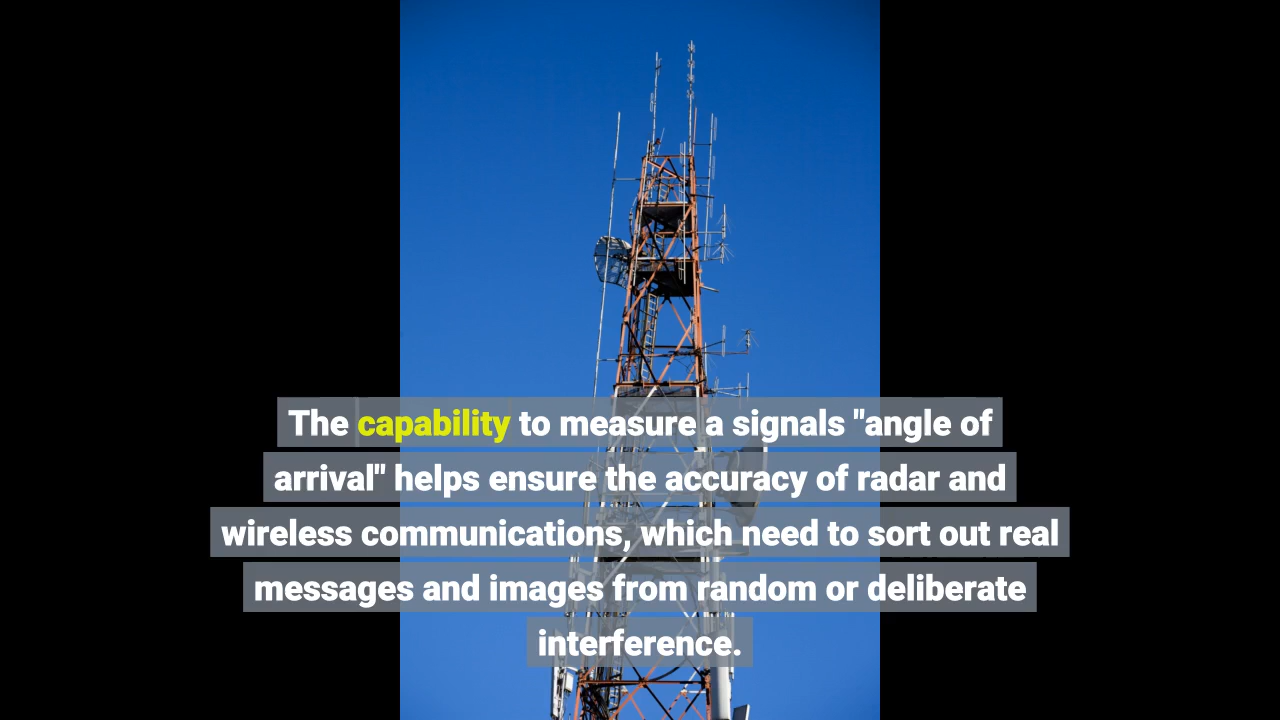 The capability to measure a signals "angle of
arrival" helps ensure the accuracy of radar and
wireless communications, which need to sort out real
messages and images from random or deliberate
interference.